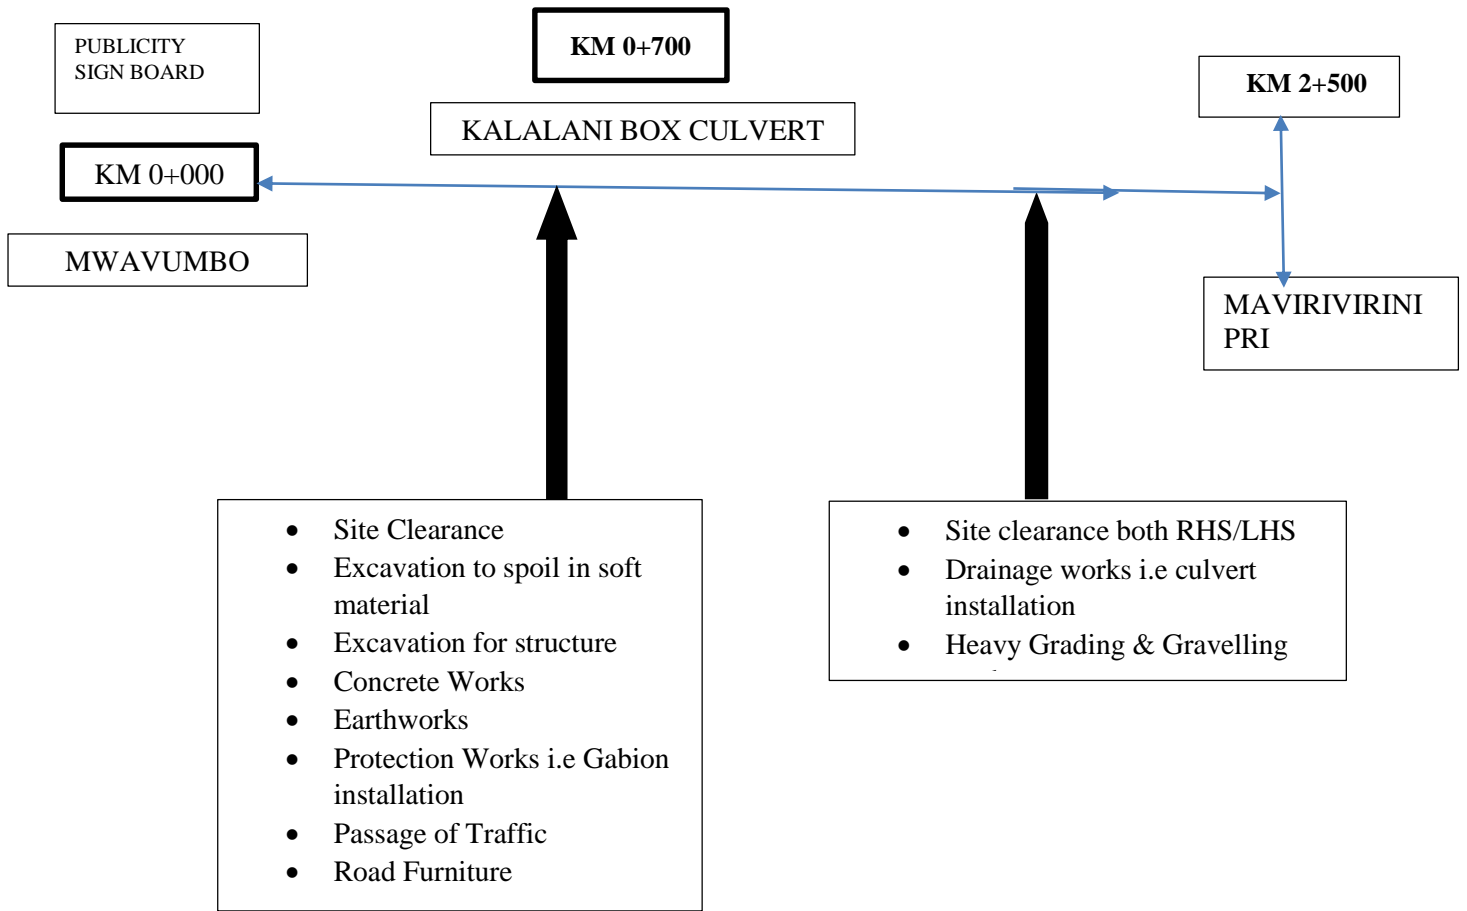 PUBLICITY
SIGN BOARD
KM 0+700
KM 2+500
KALALANI BOX CULVERT
KM 0+000
MWAVUMBO
MAVIRIVIRINI
PRI
• Site Clearance
• Excavation to spoil in soft
material
• Excavation for structure
• Concrete Works
• Earthworks
• Protection Works i.e Gabion
installation
• Passage of Traffic
• Road Furniture
• Site clearance both RHS/LHS
• Drainage works i.e culvert
installation
• Heavy Grading & Gravelling